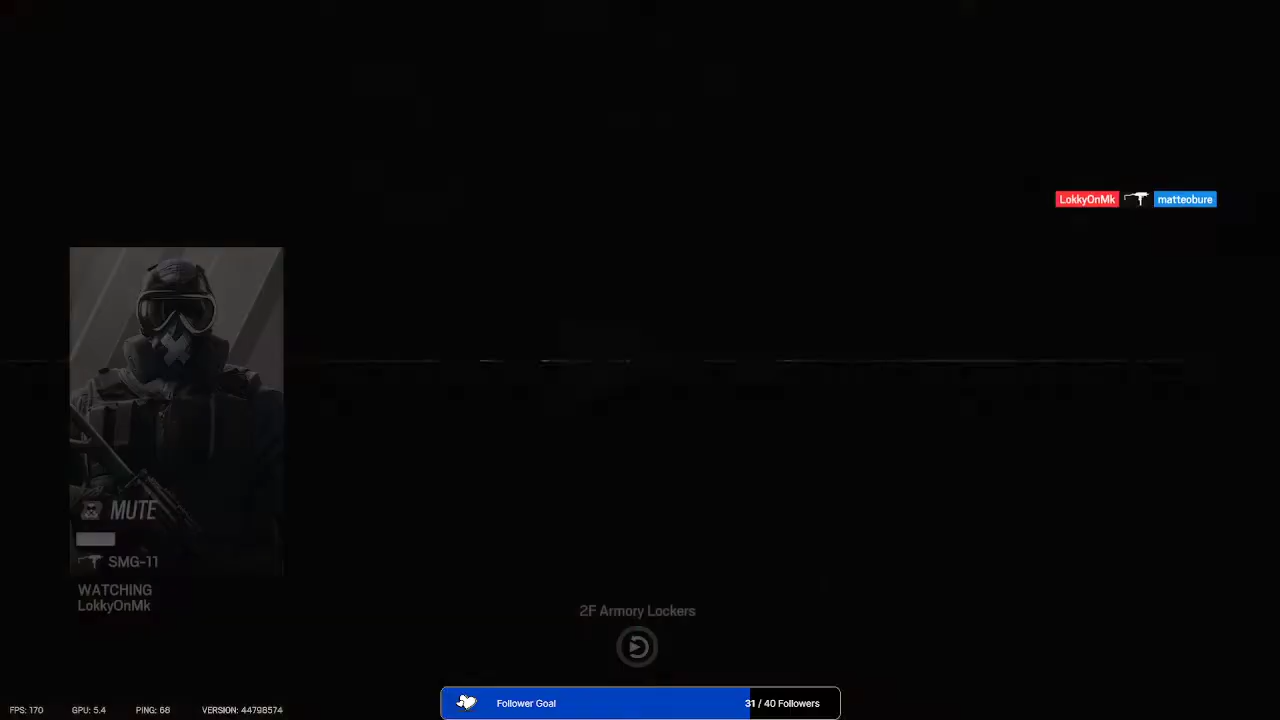 LokkyOnMk matteobure
MUTE
SMG-11
WATCHING
LokkyOnMk
2F Armory Lockers
Follower Goal 31 / 40 Followers
FPS: 170 GPU: 5.4 PING: 68 VERSION: 44798574